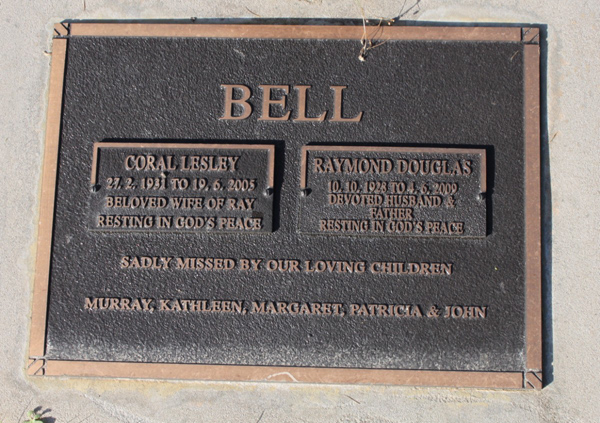 BELL
CORAL LESLEY
27. 2. 1931 TO 19. 6. 2005
BELOVED WIFE OF RAY
RESTING IN GOD'S PEACE
RAYMOND DOUGLAS
10. 10. 1928 TO 4. 6. 2009
DEVOTED HUSBAND &
FATHER
RESTING IN GOD'S PEACE
SADLY MISSED BY OUR LOVING CHILDREN
MURRAY, KATHLEEN, MARGARET, PATRICIA & JOHN